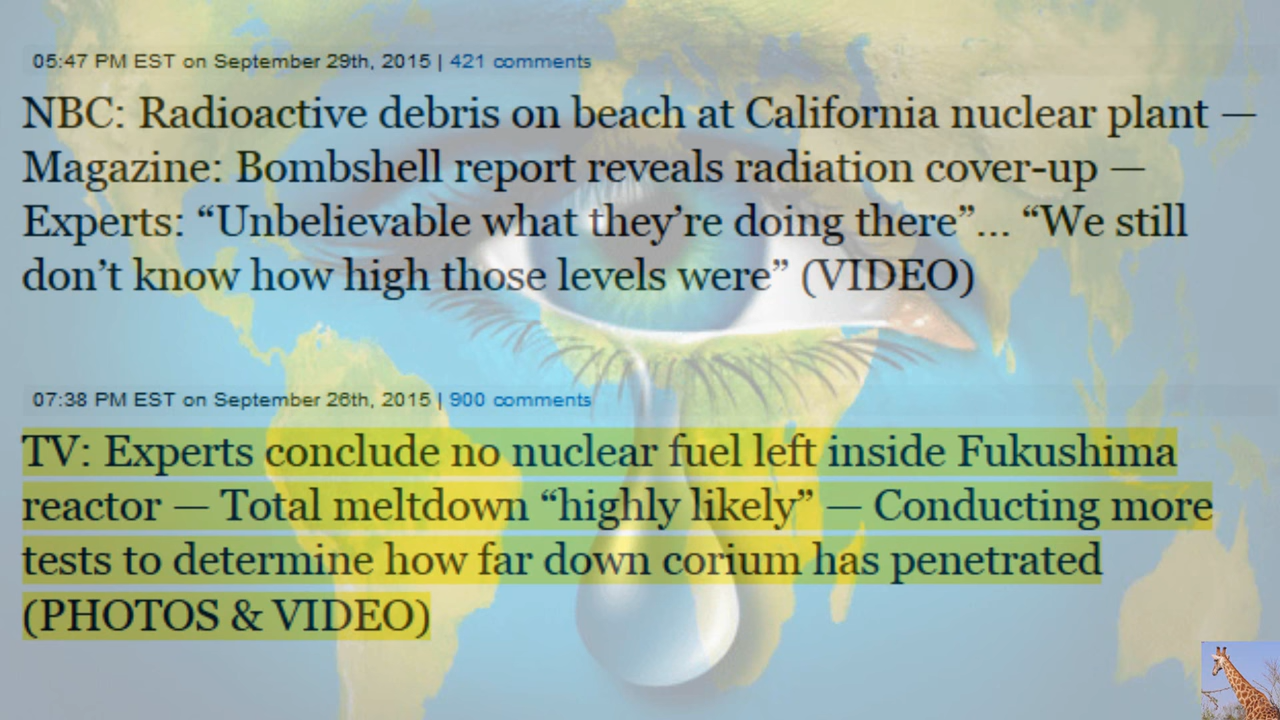 05:47 PM EST on September 29th, 2015 | 421 comments
NBC: Radioactive debris on beach at California nuclear plant —
Magazine: Bombshell report reveals radiation cover-up —
Experts: “Unbelievable what they’re doing there”… “We still
don’t know how high those levels were” (VIDEO)
07:38 PM EST on September 26th, 2015 | 900 comments
TV: Experts conclude no nuclear fuel left inside Fukushima
reactor — Total meltdown “highly likely” — Conducting more
tests to determine how far down corium has penetrated
(PHOTOS & VIDEO)